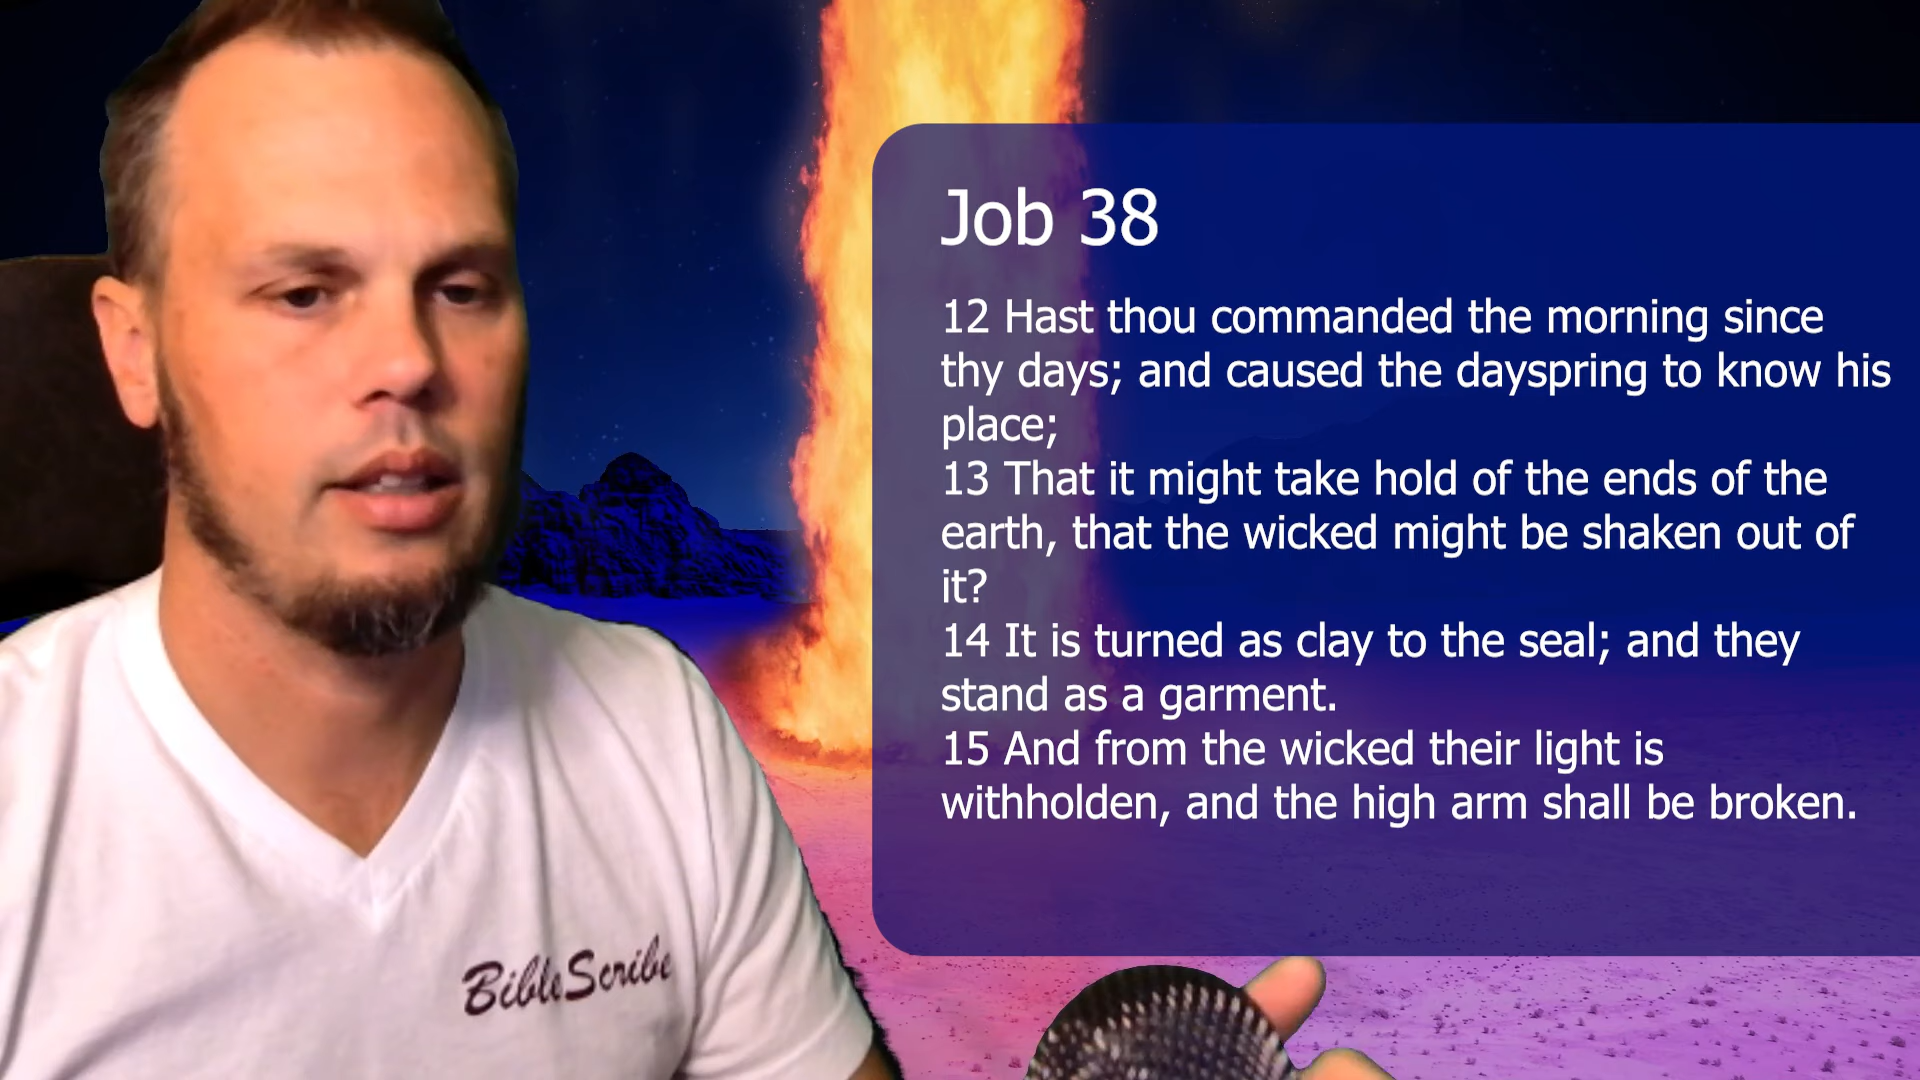 Job 38
12 Hast thou commanded the morning since
thy days; and caused the dayspring to know his
place;
13 That it might take hold of the ends of the
earth, that the wicked might be shaken out of
it?
14 It is turned as clay to the seal; and they
stand as a garment.
15 And from the wicked their light is
withholden, and the high arm shall be broken.
BibleScribe